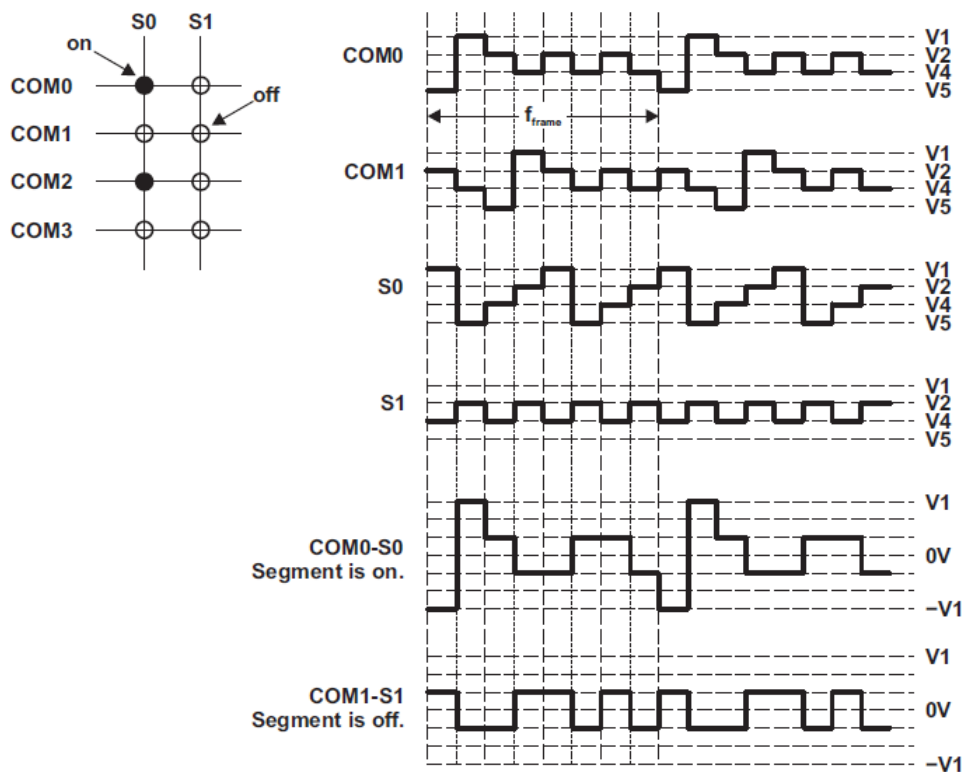 S0 S1
on
COM0
off
COM1
COM2
COM3
COM0
V1
V2
V4
V5
fframe
COM1
V1
V2
V4
V5
S0
V1
V2
V4
V5
S1
V1
V2
V4
V5
COM0-S0
Segment is on.
V1
0V
−V1
COM1-S1
Segment is off.
V1
0V
−V1